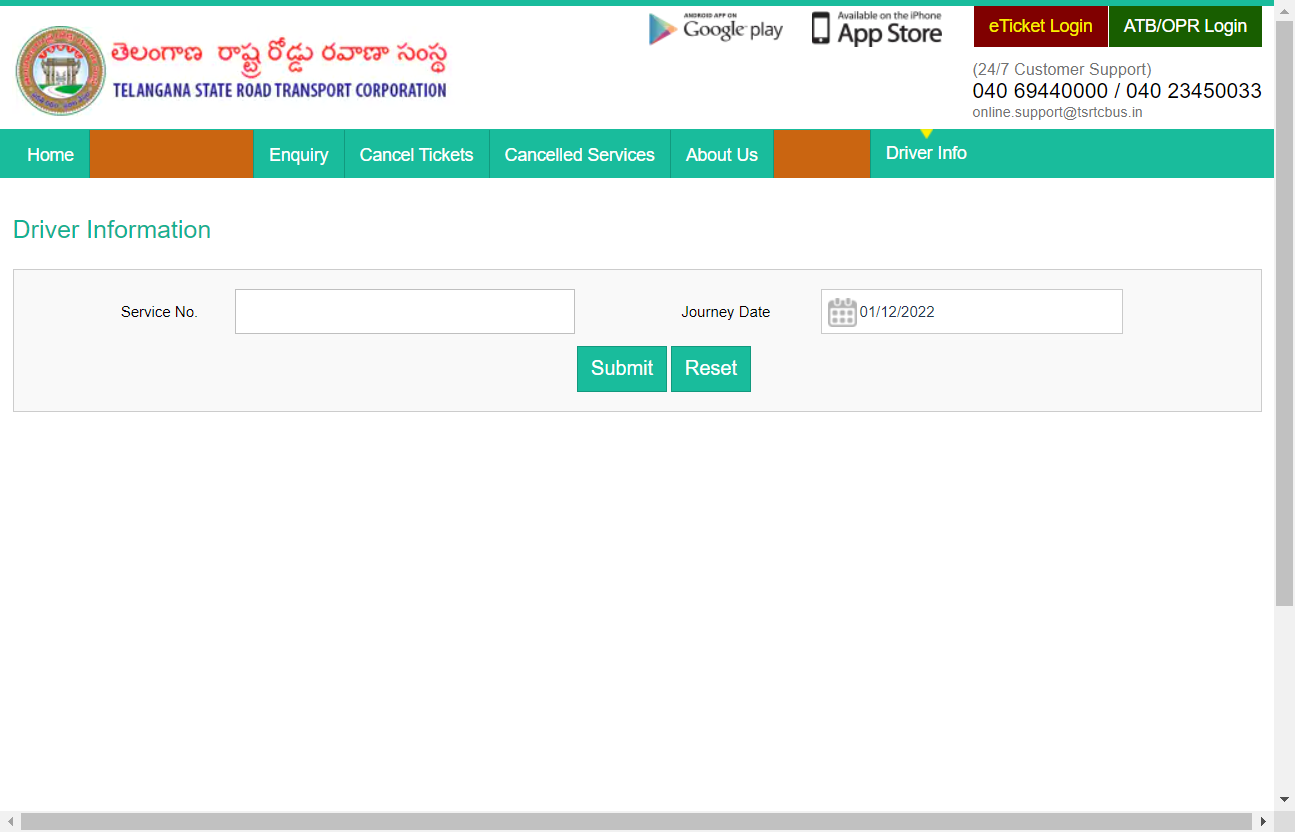 ANDROID APP ON
Google play
Available on the iPhone
App Store
eTicket Login
ATB/OPR Login
తెలంగాణ రాష్ట్ర రోడ్డు రవాణా సంస్థ
TELANGANA STATE ROAD TRANSPORT CORPORATION
(24/7 Customer Support)
040 69440000 / 040 23450033
online.support@tsrtcbus.in
Home
Enquiry
Cancel Tickets
Cancelled Services
About Us
Driver Info
Driver Information
Service No.
Journey Date
01/12/2022
Submit
Reset